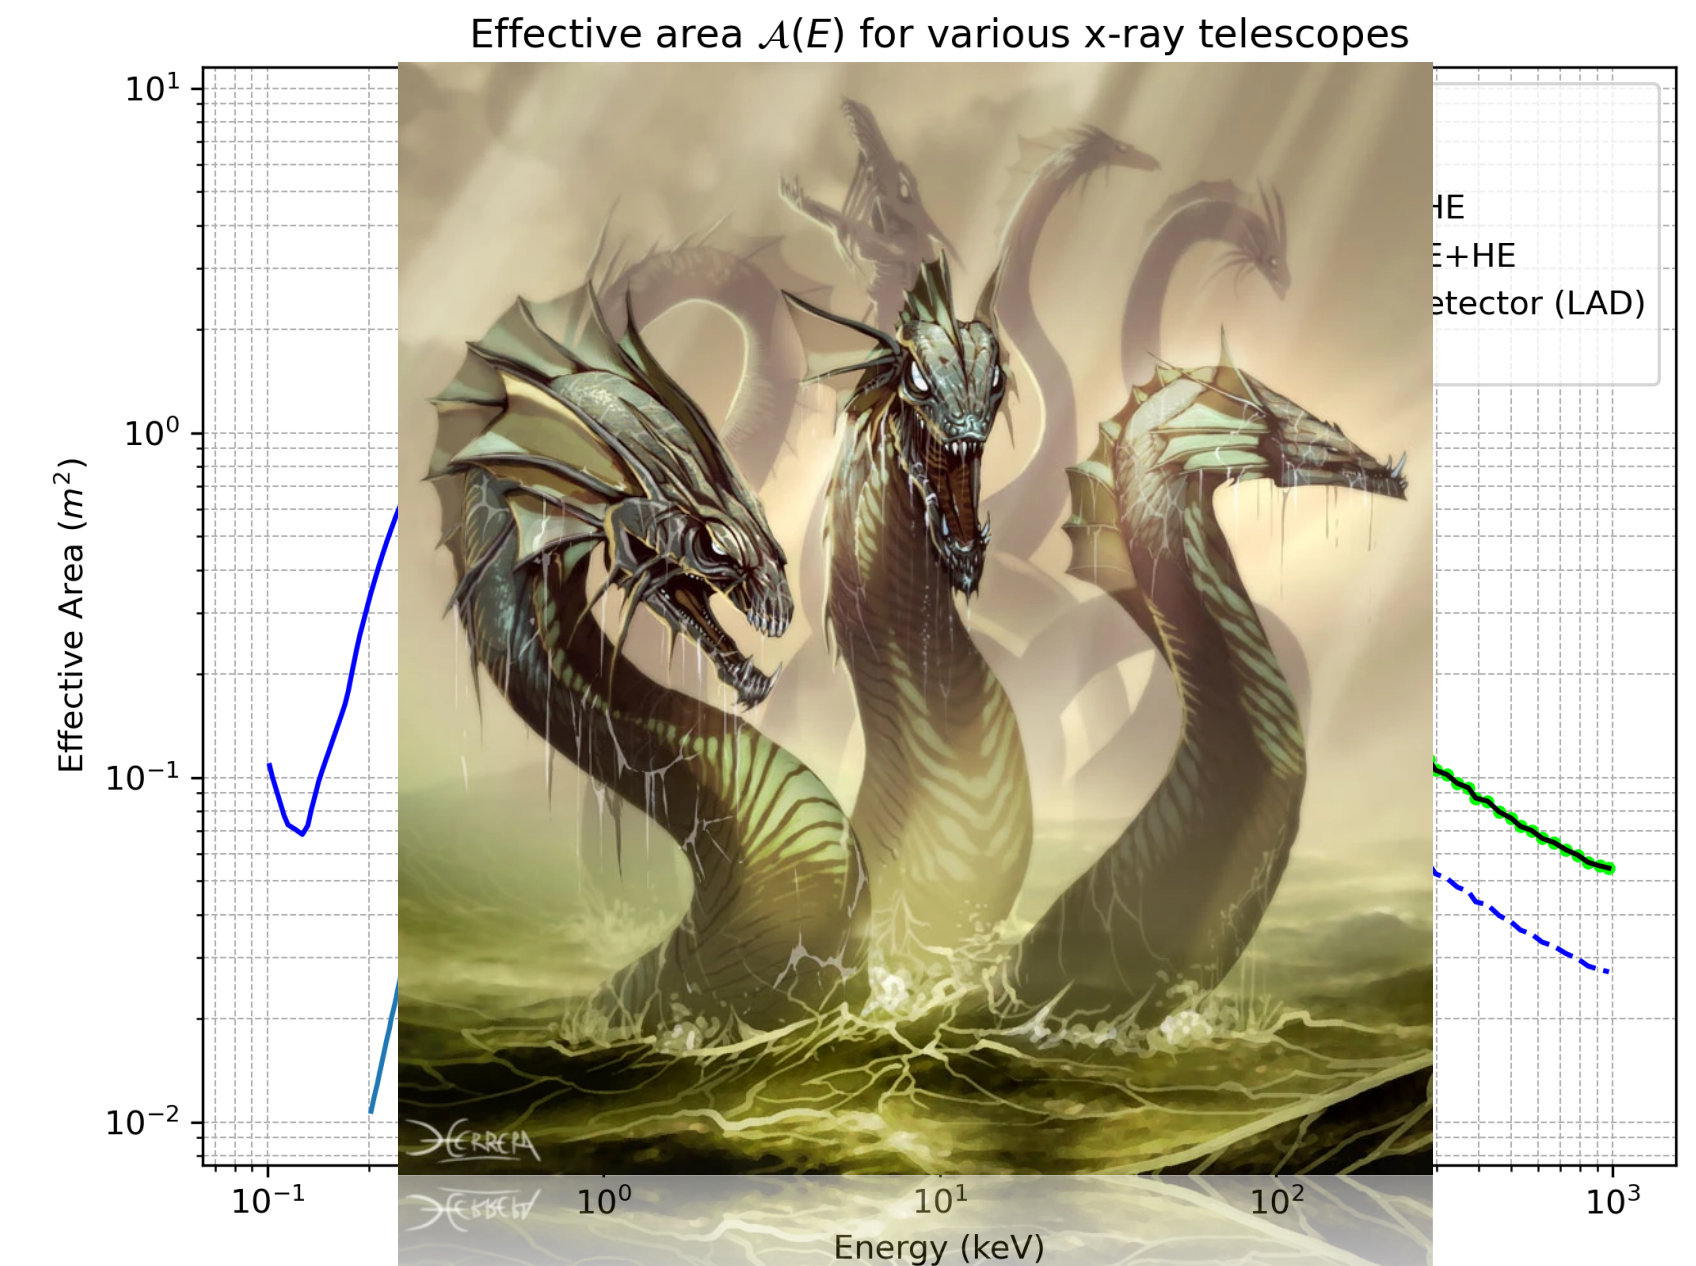 Effective area 𝒜(E) for various x-ray telescopes
10¹
10⁰
10⁻¹
10⁻²
Effective Area (m²)
HE
E+HE
etector (LAD)
HERRERA
10⁻¹ 10⁰ 10¹ 10² 10³
Energy (keV)